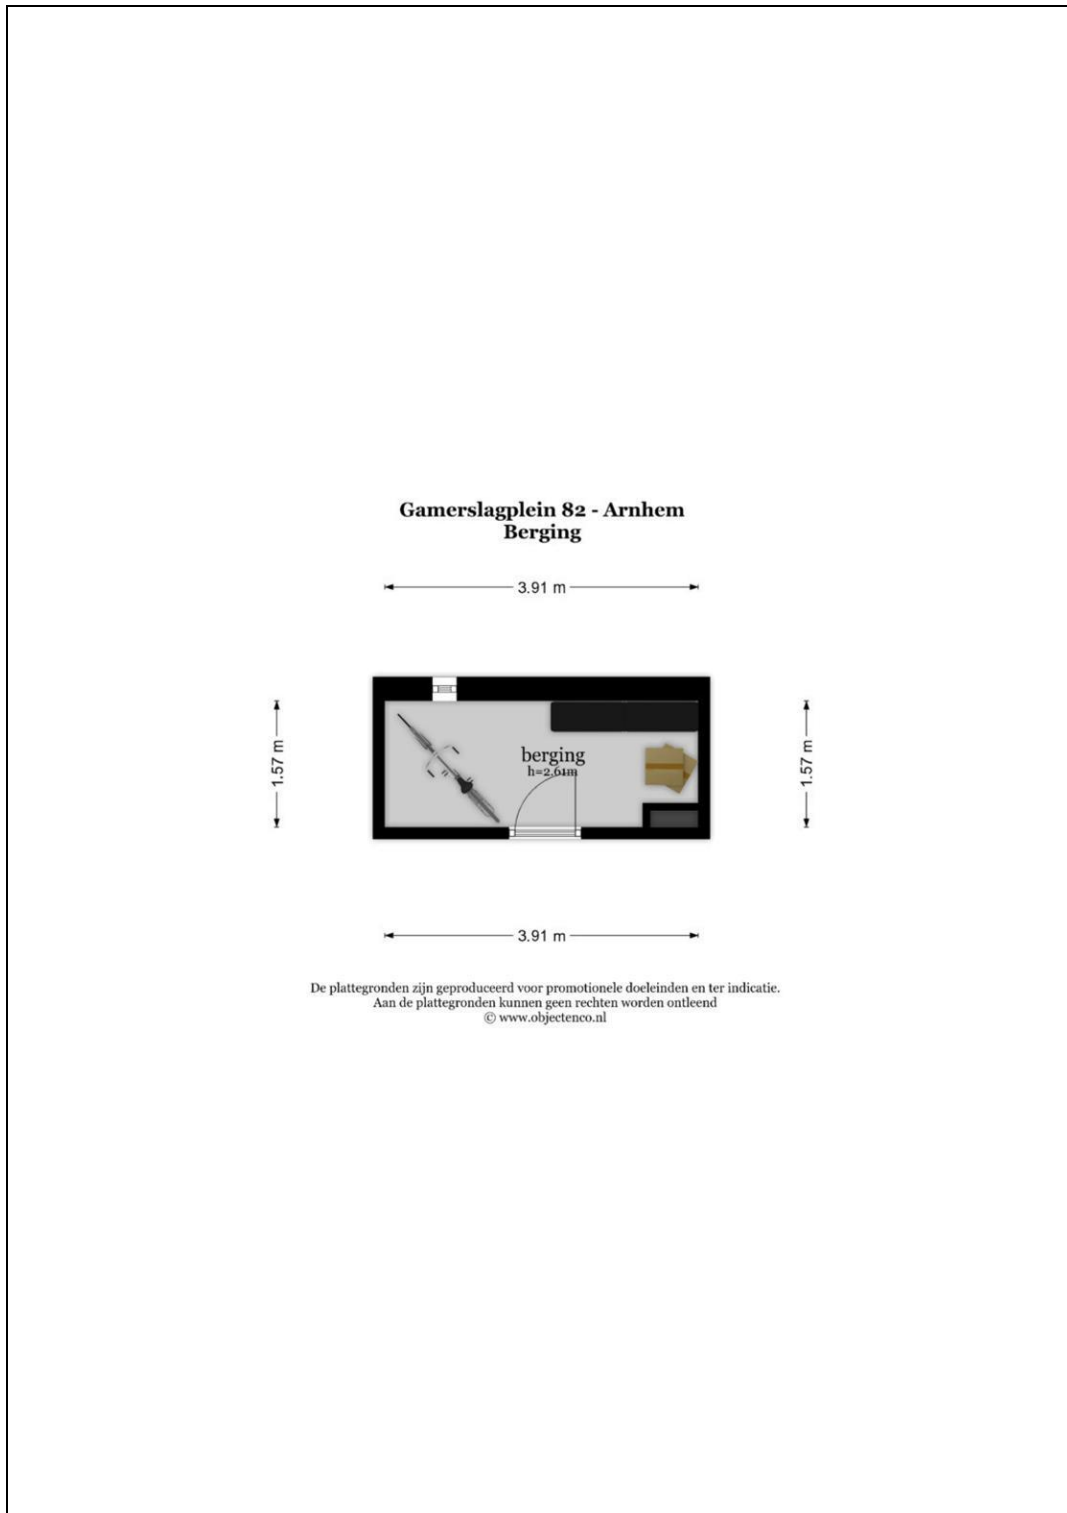 Gamerslagplein 82 - Arnhem
Berging
3.91 m
1.57 m
berging
h=2.61m
1.57 m
3.91 m
De plattegronden zijn geproduceerd voor promotionele doeleinden en ter indicatie.
Aan de plattegronden kunnen geen rechten worden ontleend
© www.objectenco.nl